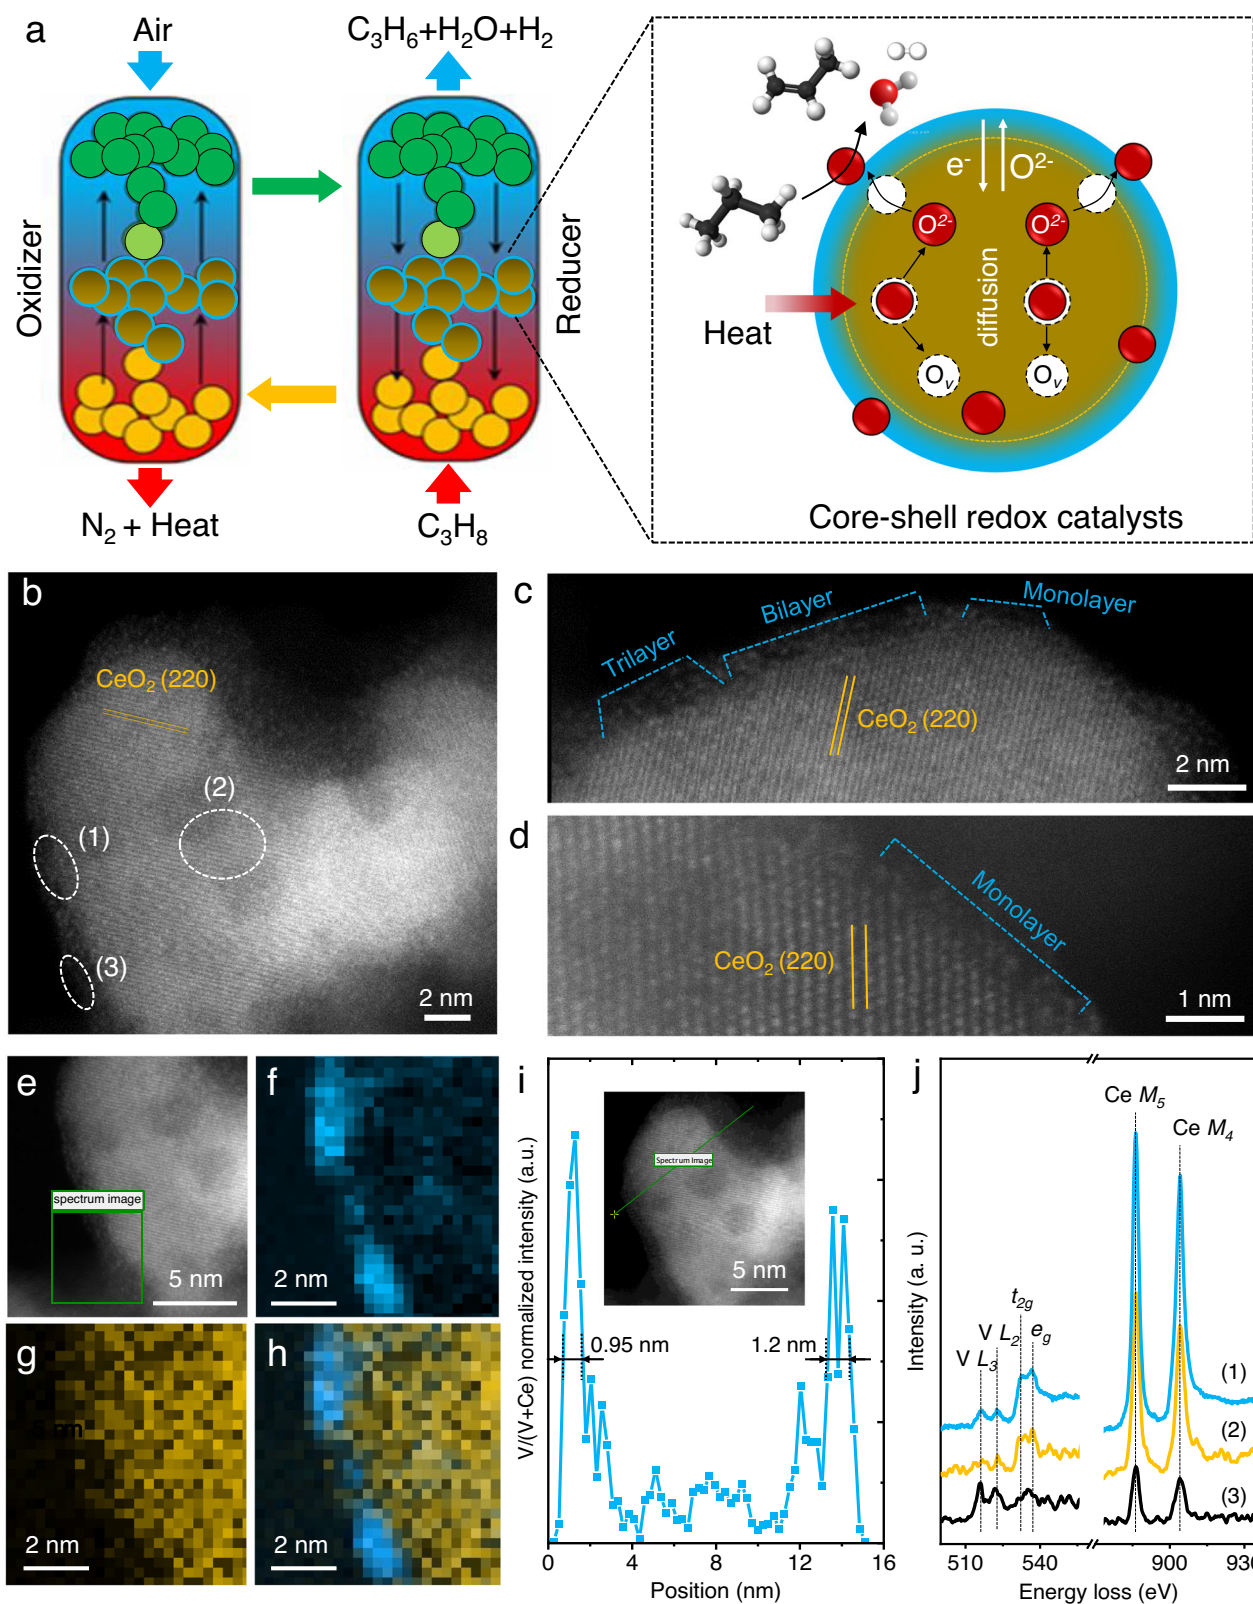 a
Air
C₃H₆+H₂O+H₂
Oxidizer
Reducer
N₂ + Heat
C₃H₈
e⁻
O²⁻
O²⁻
O²⁻
diffusion
Heat
Oᵥ
Oᵥ
Core-shell redox catalysts
b
CeO₂ (220)
(1)
(2)
(3)
2 nm
c
Trilayer
Bilayer
Monolayer
CeO₂ (220)
2 nm
d
Monolayer
CeO₂ (220)
1 nm
e
spectrum image
5 nm
f
2 nm
g
5 nm
2 nm
h
2 nm
i
V/(V+Ce) normalized intensity (a.u.)
Spectrum Image
5 nm
0.95 nm
1.2 nm
0 4 8 12 16
Position (nm)
j
Intensity (a. u.)
Ce M₅
Ce M₄
t₂g
V L₂
e_g
V L₃
(1)
(2)
(3)
510 540 900 930
Energy loss (eV)